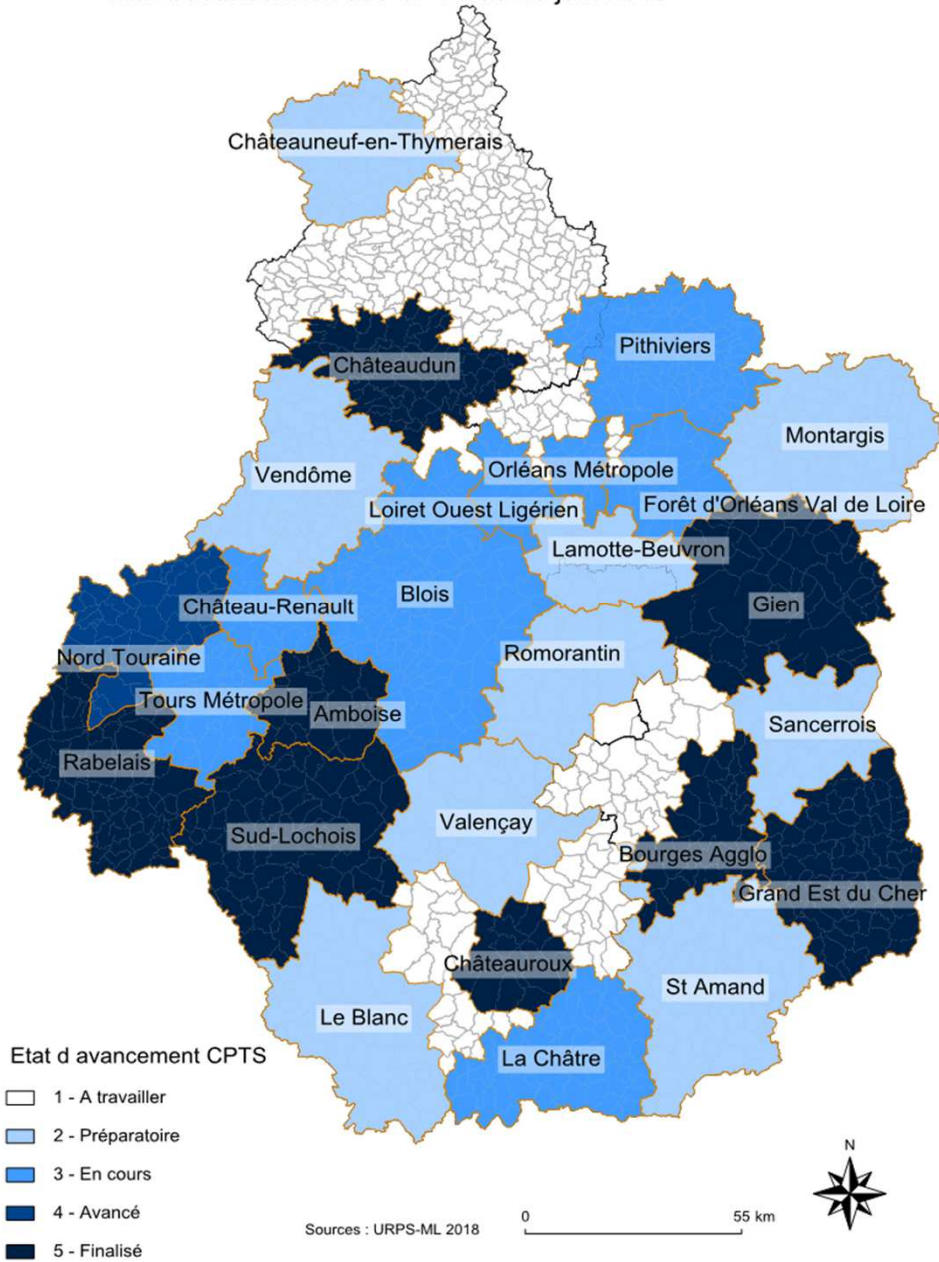 Châteauneuf-en-Thymerais
Pithiviers
Châteaudun
Montargis
Vendôme
Orléans Métropole
Loiret Ouest Ligérien
Forêt d'Orléans Val de Loire
Lamotte-Beuvron
Château-Renault
Blois
Gien
Nord Touraine
Romorantin
Tours Métropole
Amboise
Sancerrois
Rabelais
Valençay
Sud-Lochois
Bourges Agglo
Grand Est du Cher
Châteauroux
St Amand
Le Blanc
La Châtre
Etat d avancement CPTS
1 - A travailler
2 - Préparatoire
3 - En cours
4 - Avancé
5 - Finalisé
Sources : URPS-ML 2018
0
55 km
N